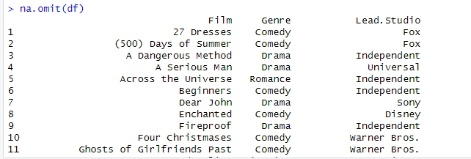 > na.omit(df)
Film Genre Lead.Studio
1 27 Dresses Comedy Fox
2 (500) Days of Summer Comedy Fox
3 A Dangerous Method Drama Independent
4 A Serious Man Drama Universal
5 Across the Universe Romance Independent
6 Beginners Comedy Independent
7 Dear John Drama Sony
8 Enchanted Comedy Disney
9 Fireproof Drama Independent
10 Four Christmases Comedy Warner Bros.
11 Ghosts of Girlfriends Past Comedy Warner Bros.